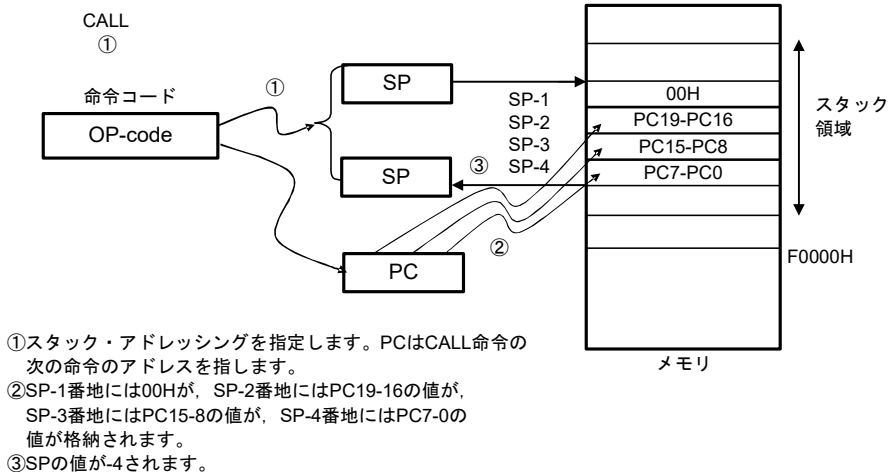 CALL
①
命令コード
OP-code
①
SP
SP
PC
SP-1
SP-2
SP-3
SP-4
③
②
00H
PC19-PC16
PC15-PC8
PC7-PC0
スタック
領域
F0000H
メモリ
①スタック・アドレッシングを指定します。PCはCALL命令の
次の命令のアドレスを指します。
②SP-1番地には00Hが，SP-2番地にはPC19-16の値が，
SP-3番地にはPC15-8の値が，SP-4番地にはPC7-0の
値が格納されます。
③SPの値が-4されます。